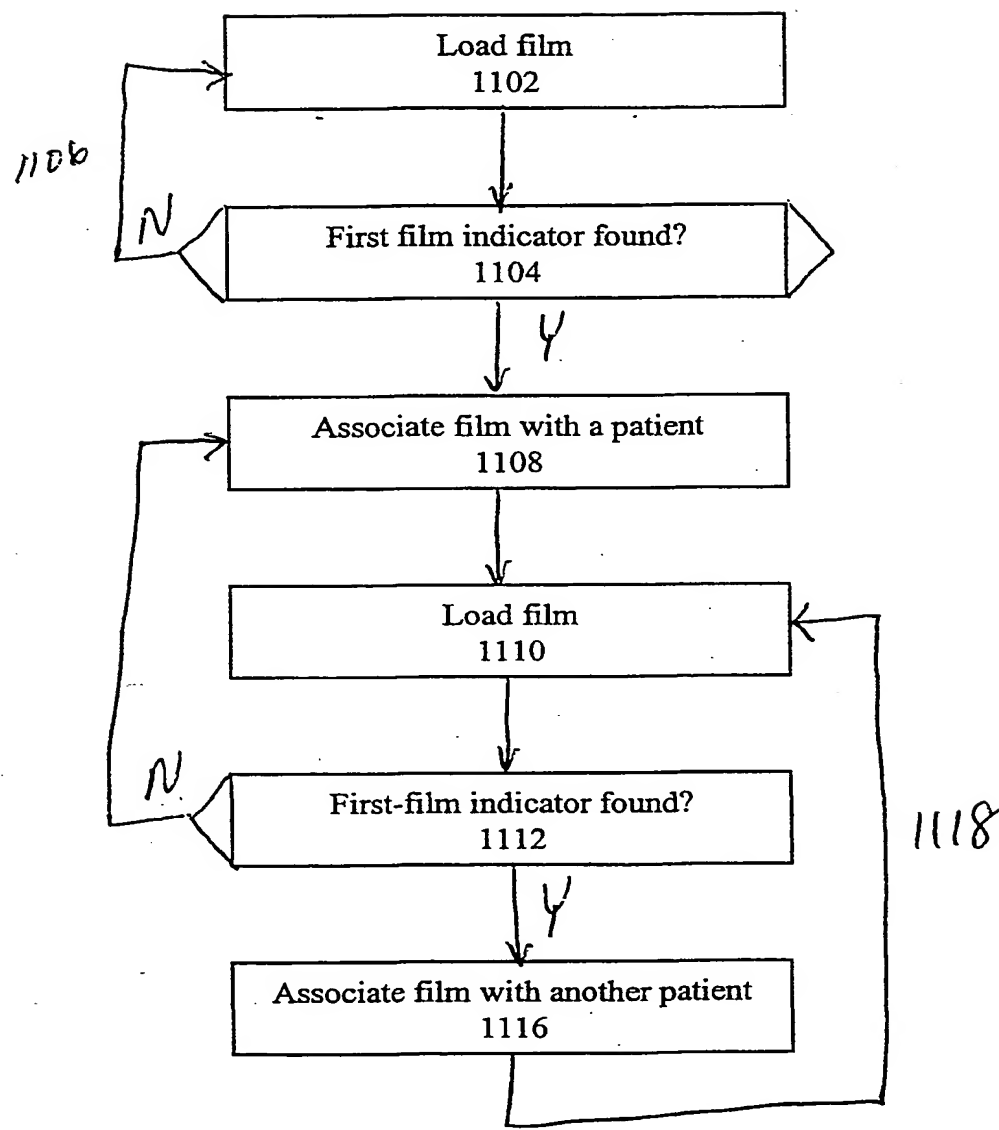 Load film
1102
1106
N
First film indicator found?
1104
Y
Associate film with a patient
1108
Load film
1110
N
First-film indicator found?
1112
1118
Y
Associate film with another patient
1116